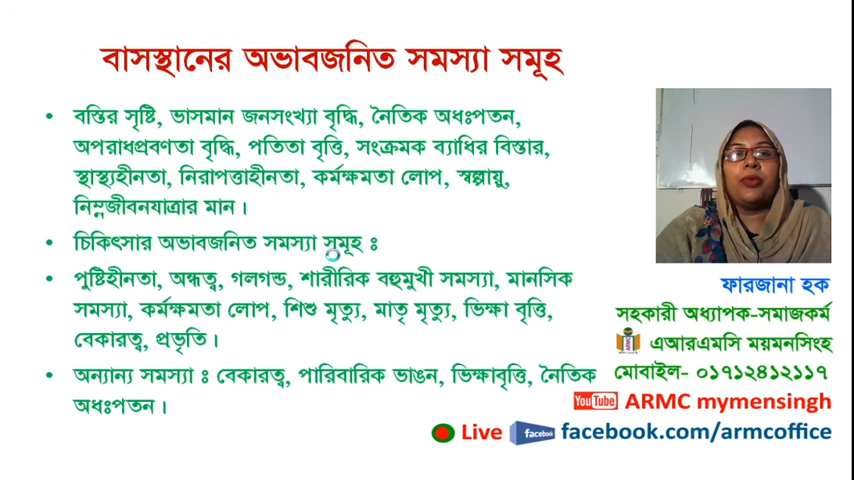 বাসস্থানের অভাবজনিত সমস্যা সমূহ
• বস্তির সৃষ্টি, ভাসমান জনসংখ্যা বৃদ্ধি, নৈতিক অধঃপতন,
অপরাধপ্রবণতা বৃদ্ধি, পতিতা বৃত্তি, সংক্রমক ব্যাধির বিস্তার,
স্থাস্থ্যহীনতা, নিরাপত্তাহীনতা, কর্মক্ষমতা লোপ, স্বল্পায়ু,
নিম্নজীবনযাত্রার মান।
• চিকিৎসার অভাবজনিত সমস্যা সমূহ ঃ
• পুষ্টিহীনতা, অন্ধত্ব, গলগন্ড, শারীরিক বহুমুখী সমস্যা, মানসিক
সমস্যা, কর্মক্ষমতা লোপ, শিশু মৃত্যু, মাতৃ মৃত্যু, ভিক্ষা বৃত্তি,
বেকারত্ব, প্রভৃতি।
• অন্যান্য সমস্যা ঃ বেকারত্ব, পারিবারিক ভাঙন, ভিক্ষাবৃত্তি, নৈতিক
অধঃপতন।
ফারজানা হক
সহকারী অধ্যাপক-সমাজকর্ম
এআরএমসি ময়মনসিংহ
মোবাইল- ০১৭১২৪১২১১৭
YouTube ARMC mymensingh
Live facebook facebook.com/armcoffice